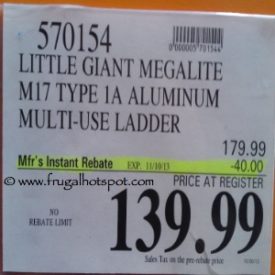 570154
0000005701544
LITTLE GIANT MEGALITE
M17 TYPE 1A ALUMINUM
MULTI-USE LADDER
179.99
Mfr's Instant Rebate EXP. 11/10/13 -40.00
© www.frugalhotspot.com
PRICE AT REGISTER
NO
REBATE LIMIT
139.99
Sales Tax on the pre-rebate price